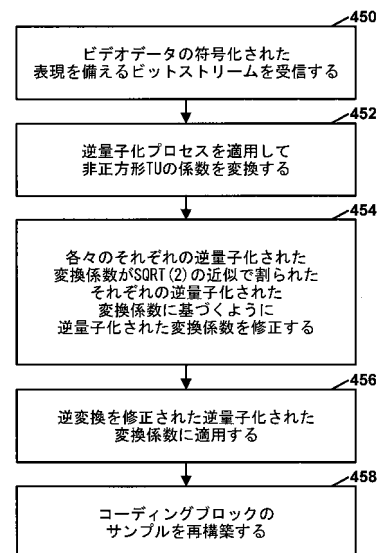 450
ビデオデータの符号化された
表現を備えるビットストリームを受信する
452
逆量子化プロセスを適用して
非正方形TUの係数を変換する
454
各々のそれぞれの逆量子化された
変換係数がSQRT(2)の近似で割られた
それぞれの逆量子化された
変換係数に基づくように
逆量子化された変換係数を修正する
456
逆変換を修正された逆量子化された
変換係数に適用する
458
コーディングブロックの
サンプルを再構築する